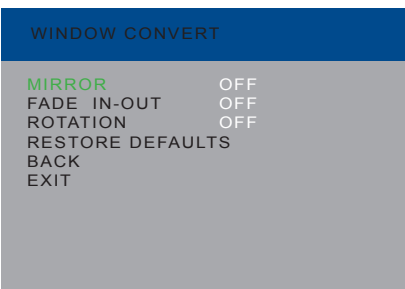 WINDOW CONVERT
MIRROR OFF
FADE IN-OUT OFF
ROTATION OFF
RESTORE DEFAULTS
BACK
EXIT